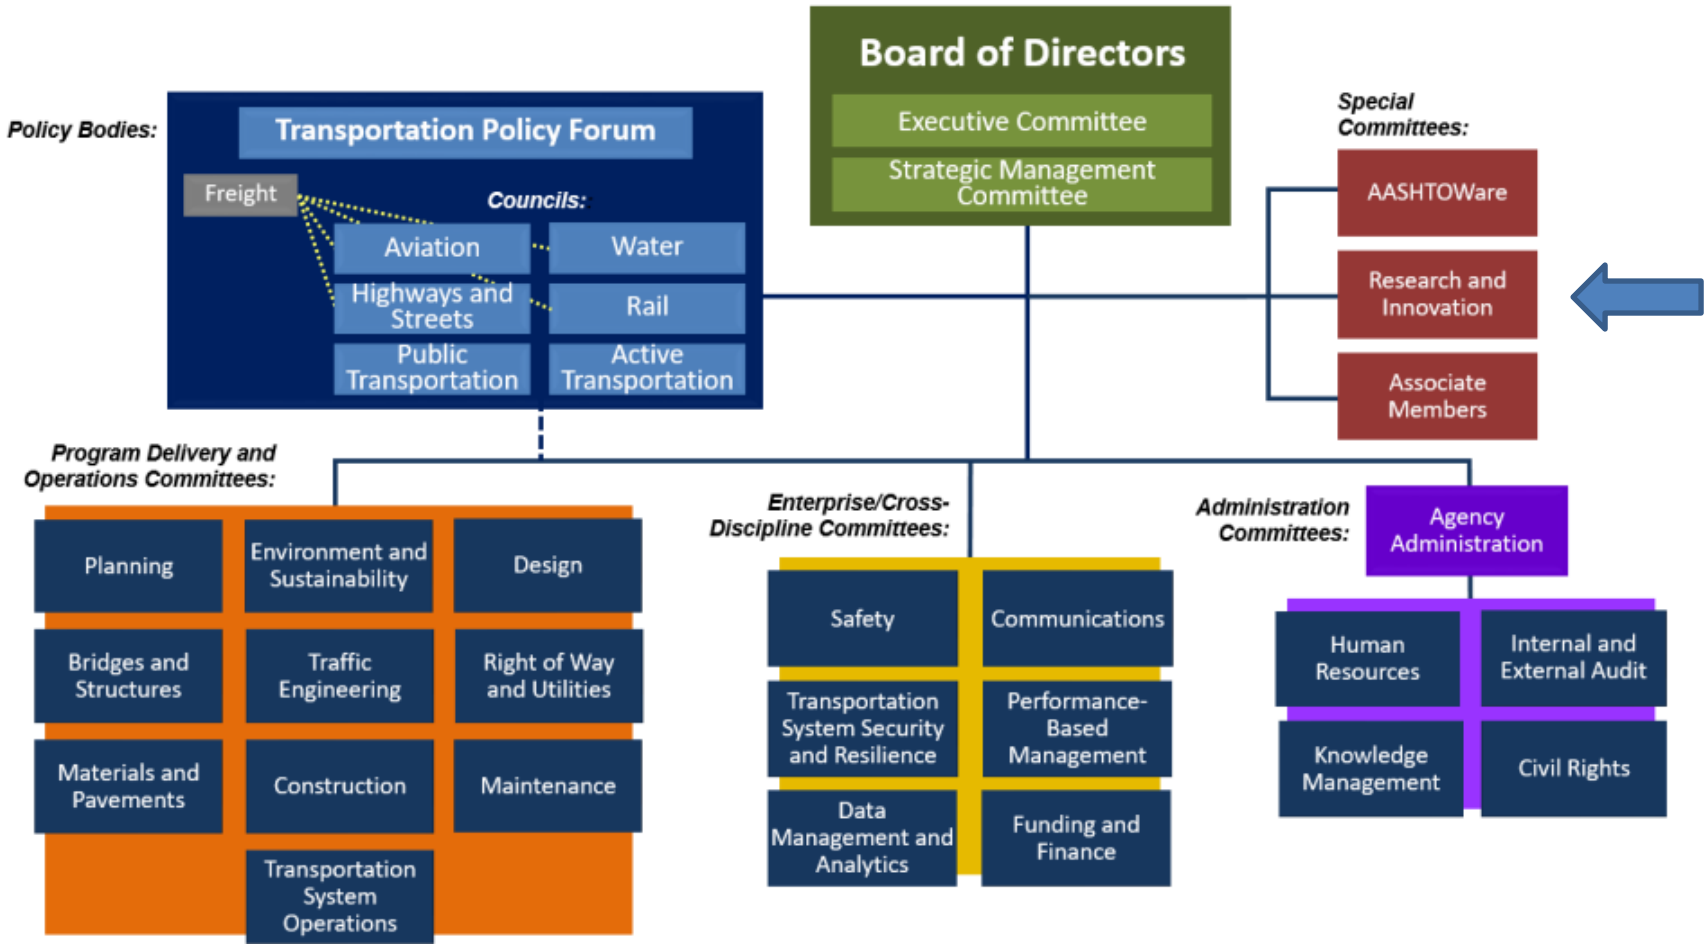 Board of Directors
Executive Committee
Strategic Management
Committee
Policy Bodies:
Transportation Policy Forum
Freight
Councils:
Aviation
Water
Highways and
Streets
Rail
Public
Transportation
Active
Transportation
Special
Committees:
AASHTOWare
Research and
Innovation
Associate
Members
Program Delivery and
Operations Committees:
Planning
Environment and
Sustainability
Design
Bridges and
Structures
Traffic
Engineering
Right of Way
and Utilities
Materials and
Pavements
Construction
Maintenance
Transportation
System
Operations
Enterprise/Cross-
Discipline Committees:
Safety
Communications
Transportation
System Security
and Resilience
Performance-
Based
Management
Data
Management and
Analytics
Funding and
Finance
Administration
Committees:
Agency
Administration
Human
Resources
Internal and
External Audit
Knowledge
Management
Civil Rights